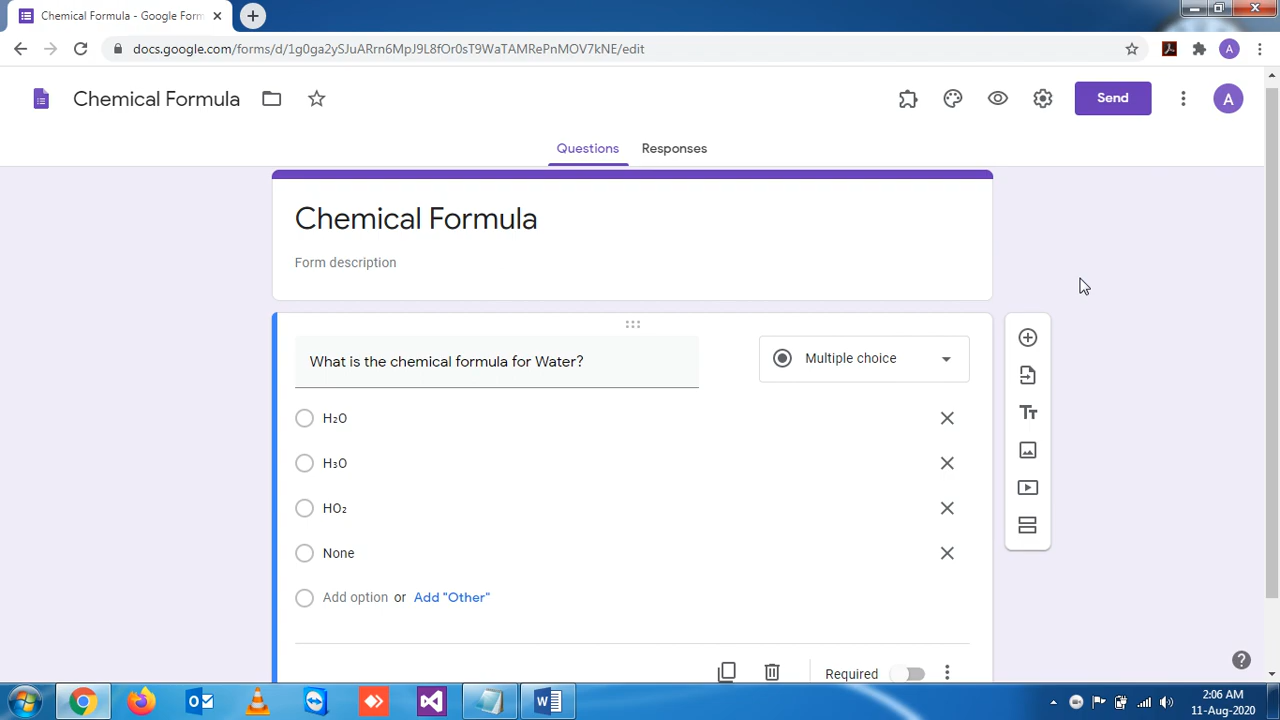 Chemical Formula - Google Form
docs.google.com/forms/d/1g0ga2ySJuARrn6MpJ9L8fOr0sT9WaTAMRePnMOV7kNE/edit
A
Chemical Formula
Send
A
Questions
Responses
Chemical Formula
Form description
What is the chemical formula for Water?
Multiple choice
H₂O
H₃O
HO₂
None
Add option or Add "Other"
Required
2:06 AM
11-Aug-2020